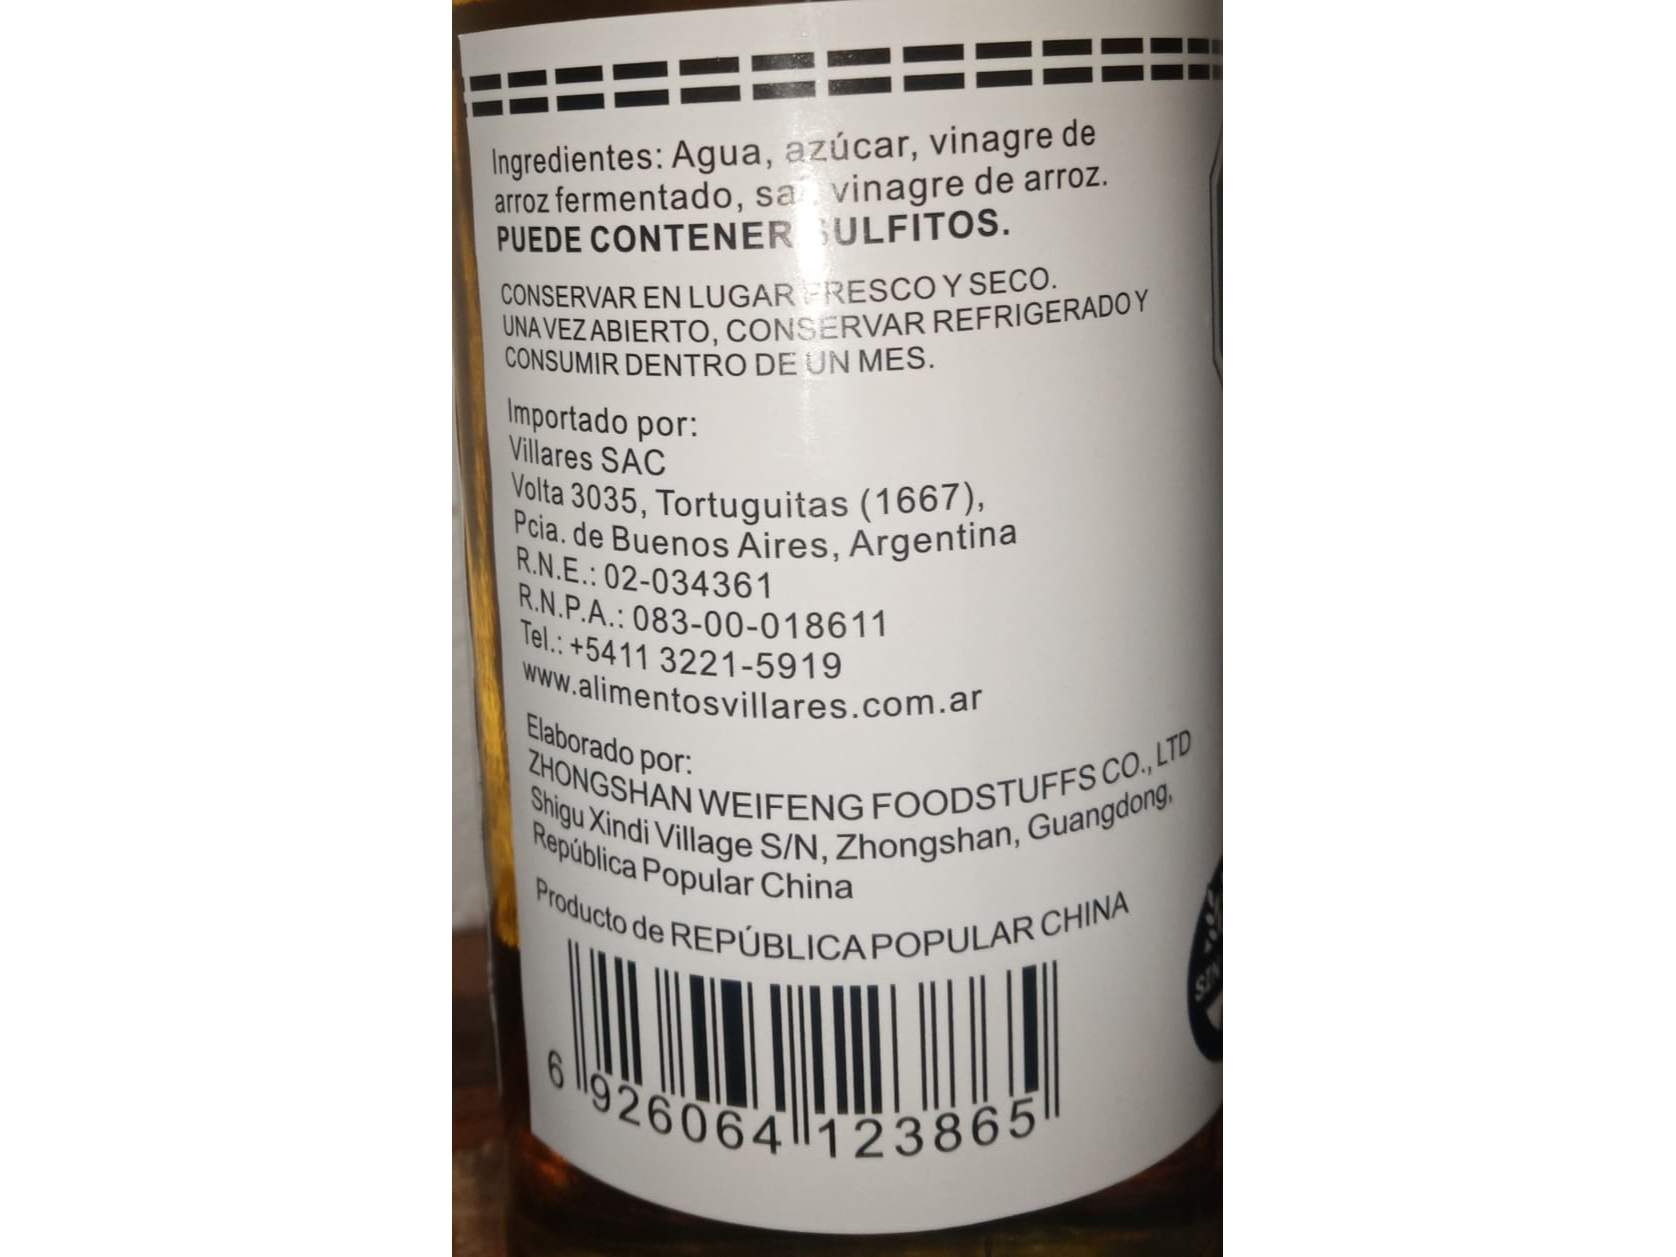 Ingredientes: Agua, azúcar, vinagre de
arroz fermentado, vinagre de arroz.
PUEDE CONTENER SULFITOS.
CONSERVAR EN LUGAR FRESCO Y SECO.
UNA VEZ ABIERTO, CONSERVAR REFRIGERADO Y
CONSUMIR DENTRO DE UN MES.
Importado por:
Villares SAC
Volta 3035, Tortuguitas (1667),
Pcia. de Buenos Aires, Argentina
R.N.E.: 02-034361
R.N.P.A.: 083-00-018611
Tel.: +5411 3221-5919
www.alimentosvillares.com.ar
Elaborado por:
ZHONGSHAN WEIFENG FOODSTUFFS CO., LTD
Shigu Xindi Village S/N, Zhongshan, Guangdong,
República Popular China
Producto de REPÚBLICA POPULAR CHINA
6 926064 123865
SIN